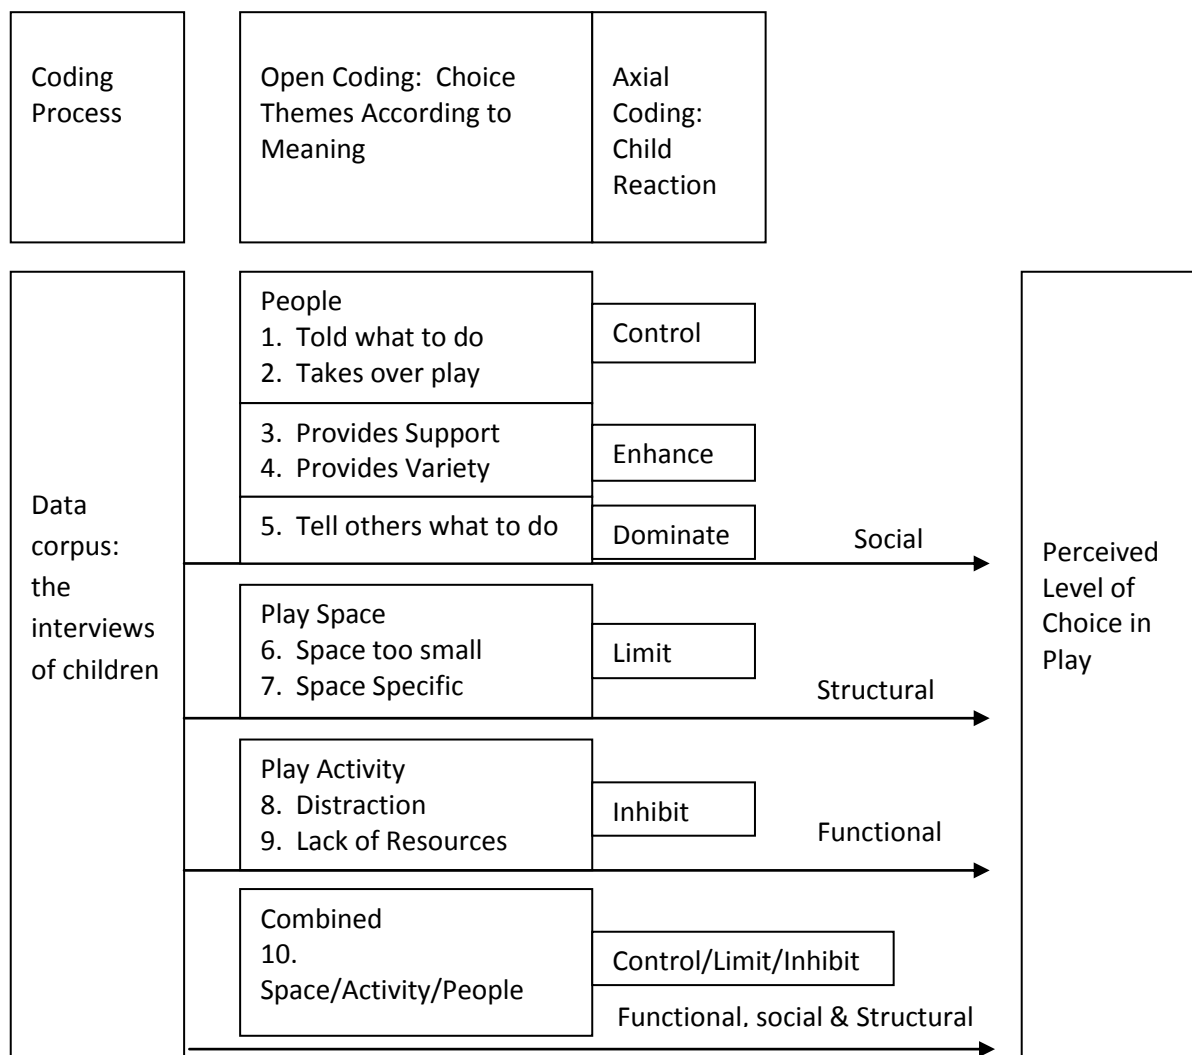 Coding
Process
Open Coding:  Choice
Themes According to
Meaning
Axial
Coding:
Child
Reaction
Data
corpus:
the
interviews
of children
People
1.  Told what to do
2.  Takes over play
Control
3.  Provides Support
4.  Provides Variety
Enhance
5.  Tell others what to do
Dominate
Social
Play Space
6.  Space too small
7.  Space Specific
Limit
Structural
Play Activity
8.  Distraction
9.  Lack of Resources
Inhibit
Functional
Combined
10.
Space/Activity/People
Control/Limit/Inhibit
Functional, social & Structural
Perceived
Level of
Choice in
Play